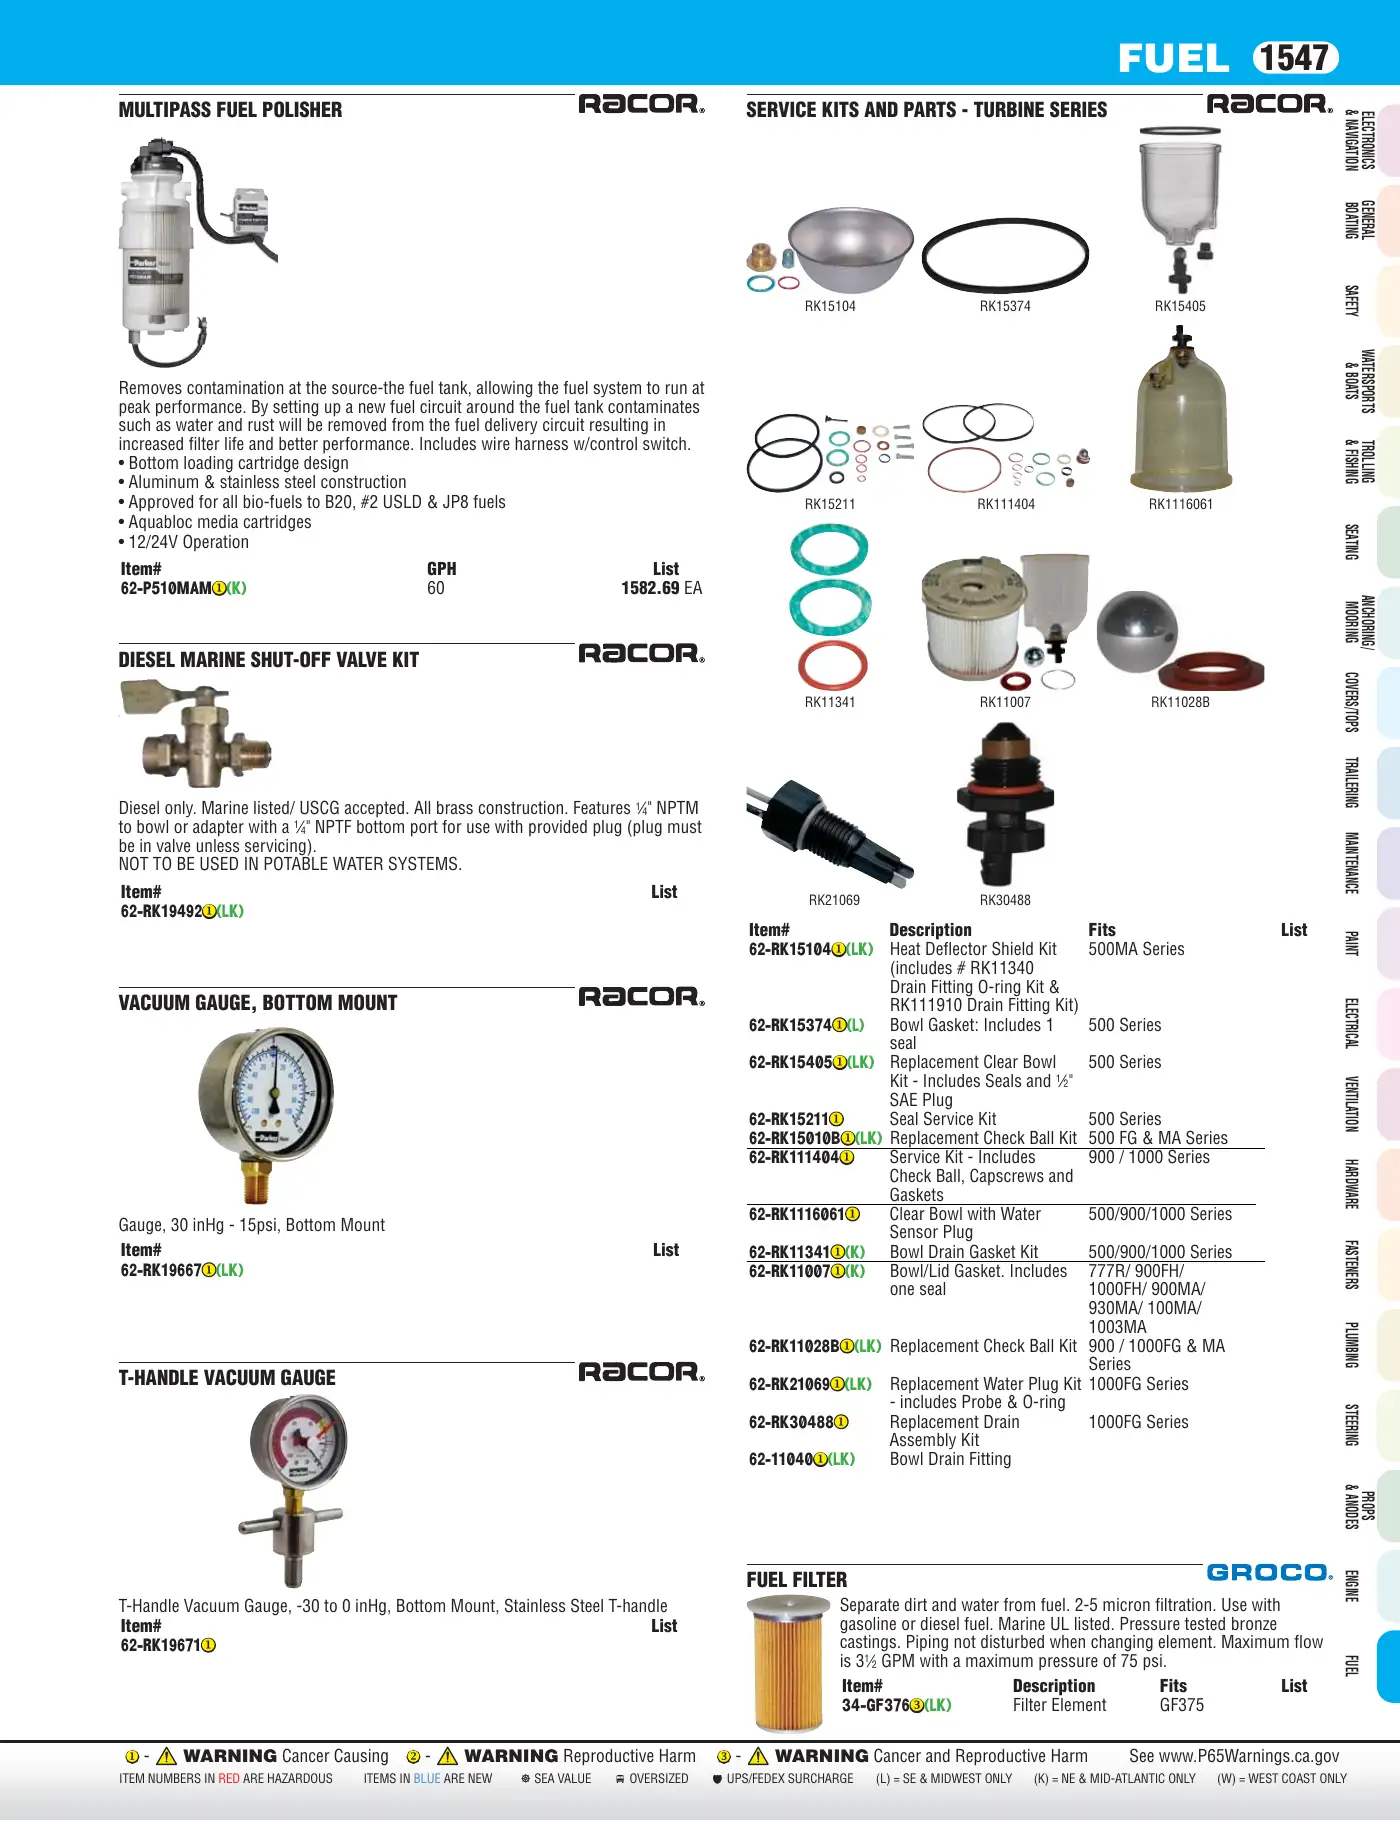 FUEL 1547
MULTIPASS FUEL POLISHER
RACOR®
Removes contamination at the source-the fuel tank, allowing the fuel system to run at
peak performance. By setting up a new fuel circuit around the fuel tank contaminates
such as water and rust will be removed from the fuel delivery circuit resulting in
increased filter life and better performance. Includes wire harness w/control switch.
• Bottom loading cartridge design
• Aluminum & stainless steel construction
• Approved for all bio-fuels to B20, #2 USLD & JP8 fuels
• Aquabloc media cartridges
• 12/24V Operation
Item# GPH List
62-P510MAM①(K) 60 1582.69 EA
DIESEL MARINE SHUT-OFF VALVE KIT
RACOR®
Diesel only. Marine listed/ USCG accepted. All brass construction. Features ¼" NPTM
to bowl or adapter with a ¼" NPTF bottom port for use with provided plug (plug must
be in valve unless servicing).
NOT TO BE USED IN POTABLE WATER SYSTEMS.
Item# List
62-RK19492①(LK)
VACUUM GAUGE, BOTTOM MOUNT
RACOR®
Gauge, 30 inHg - 15psi, Bottom Mount
Item# List
62-RK19667①(LK)
T-HANDLE VACUUM GAUGE
RACOR®
T-Handle Vacuum Gauge, -30 to 0 inHg, Bottom Mount, Stainless Steel T-handle
Item# List
62-RK19671①
SERVICE KITS AND PARTS - TURBINE SERIES
RACOR®
RK15104 RK15374 RK15405
RK15211 RK111404 RK1116061
RK11341 RK11007 RK11028B
RK21069 RK30488
Item# Description Fits List
62-RK15104①(LK) Heat Deflector Shield Kit 500MA Series
(includes # RK11340
Drain Fitting O-ring Kit &
RK111910 Drain Fitting Kit)
62-RK15374①(L) Bowl Gasket: Includes 1 500 Series
seal
62-RK15405①(LK) Replacement Clear Bowl 500 Series
Kit - Includes Seals and ½"
SAE Plug
62-RK15211① Seal Service Kit 500 Series
62-RK15010B①(LK) Replacement Check Ball Kit 500 FG & MA Series
62-RK111404① Service Kit - Includes 900 / 1000 Series
Check Ball, Capscrews and
Gaskets
62-RK1116061① Clear Bowl with Water 500/900/1000 Series
Sensor Plug
62-RK11341①(K) Bowl Drain Gasket Kit 500/900/1000 Series
62-RK11007①(K) Bowl/Lid Gasket. Includes 777R/ 900FH/
one seal 1000FH/ 900MA/
930MA/ 100MA/
1003MA
62-RK11028B①(LK) Replacement Check Ball Kit 900 / 1000FG & MA
Series
62-RK21069①(LK) Replacement Water Plug Kit 1000FG Series
- includes Probe & O-ring
62-RK30488① Replacement Drain 1000FG Series
Assembly Kit
62-11040①(LK) Bowl Drain Fitting
FUEL FILTER
GROCO®
Separate dirt and water from fuel. 2-5 micron filtration. Use with
gasoline or diesel fuel. Marine UL listed. Pressure tested bronze
castings. Piping not disturbed when changing element. Maximum flow
is 3½ GPM with a maximum pressure of 75 psi.
Item# Description Fits List
34-GF376③(LK) Filter Element GF375
ELECTRONICS
& NAVIGATION
GENERAL
BOATING
SAFETY
WATERSPORTS
& BOATS
TROLLING
& FISHING
SEATING
ANCHORING/
MOORING
COVERS/TOPS
TRAILERING
MAINTENANCE
PAINT
ELECTRICAL
VENTILATION
HARDWARE
FASTENERS
PLUMBING
STEERING
PROPS
& ANODES
ENGINE
FUEL
① - ⚠ WARNING Cancer Causing ② - ⚠ WARNING Reproductive Harm ③ - ⚠ WARNING Cancer and Reproductive Harm See www.P65Warnings.ca.gov
ITEM NUMBERS IN RED ARE HAZARDOUS ITEMS IN BLUE ARE NEW SEA VALUE OVERSIZED UPS/FEDEX SURCHARGE (L) = SE & MIDWEST ONLY (K) = NE & MID-ATLANTIC ONLY (W) = WEST COAST ONLY